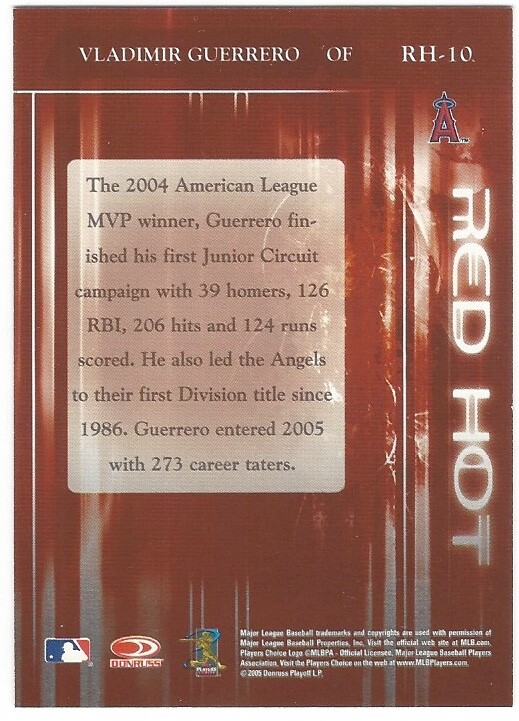 VLADIMIR GUERRERO OF RH-10
A
RED HOT
The 2004 American League
MVP winner, Guerrero fin-
ished his first Junior Circuit
campaign with 39 homers, 126
RBI, 206 hits and 124 runs
scored. He also led the Angels
to their first Division title since
1986. Guerrero entered 2005
with 273 career taters.
DONRUSS
PLAYERS
Major League Baseball trademarks and copyrights are used with permission of
Major League Baseball Properties, Inc. Visit the official web site at MLB.com.
Players Choice Logo ©MLBPA - Official Licensee. Major League Baseball Players
Association. Visit the Players Choice on the web at www.MLBPlayers.com.
© 2005 Donruss Playoff L.P.